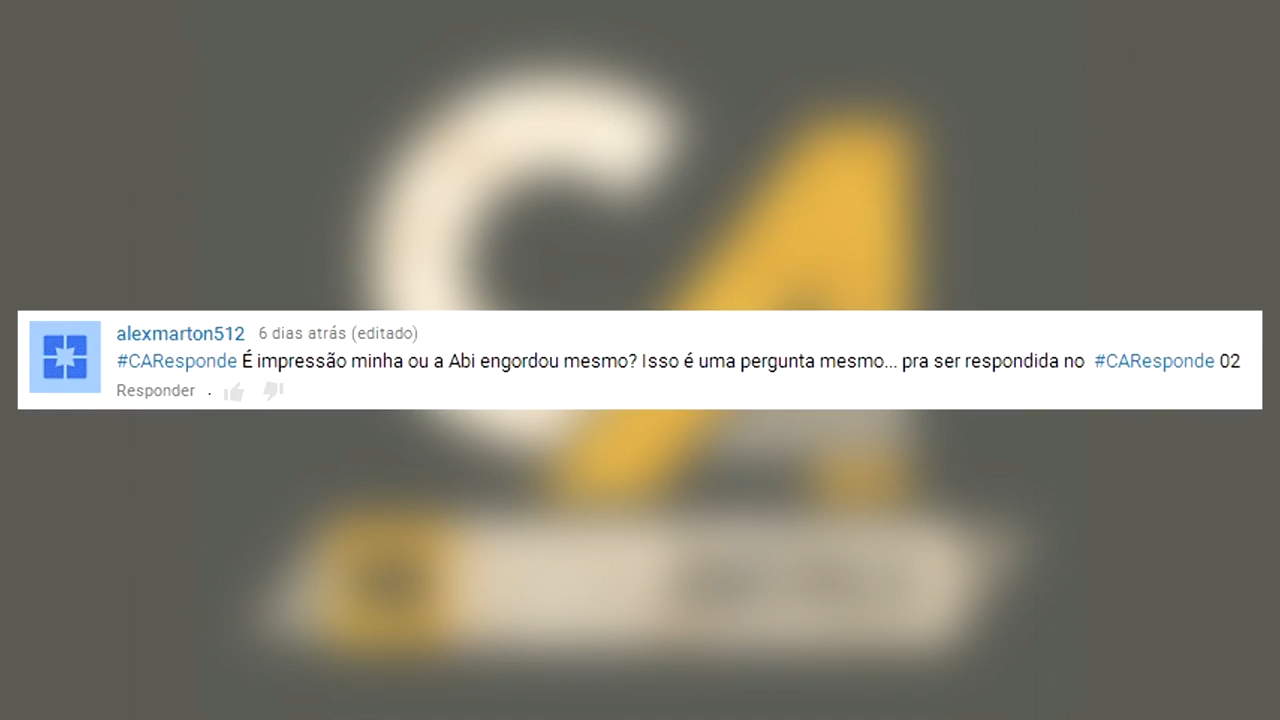 alexmarton512 6 dias atrás (editado)
#CAResponde É impressão minha ou a Abi engordou mesmo? Isso é uma pergunta mesmo... pra ser respondida no #CAResponde 02
Responder .
CA